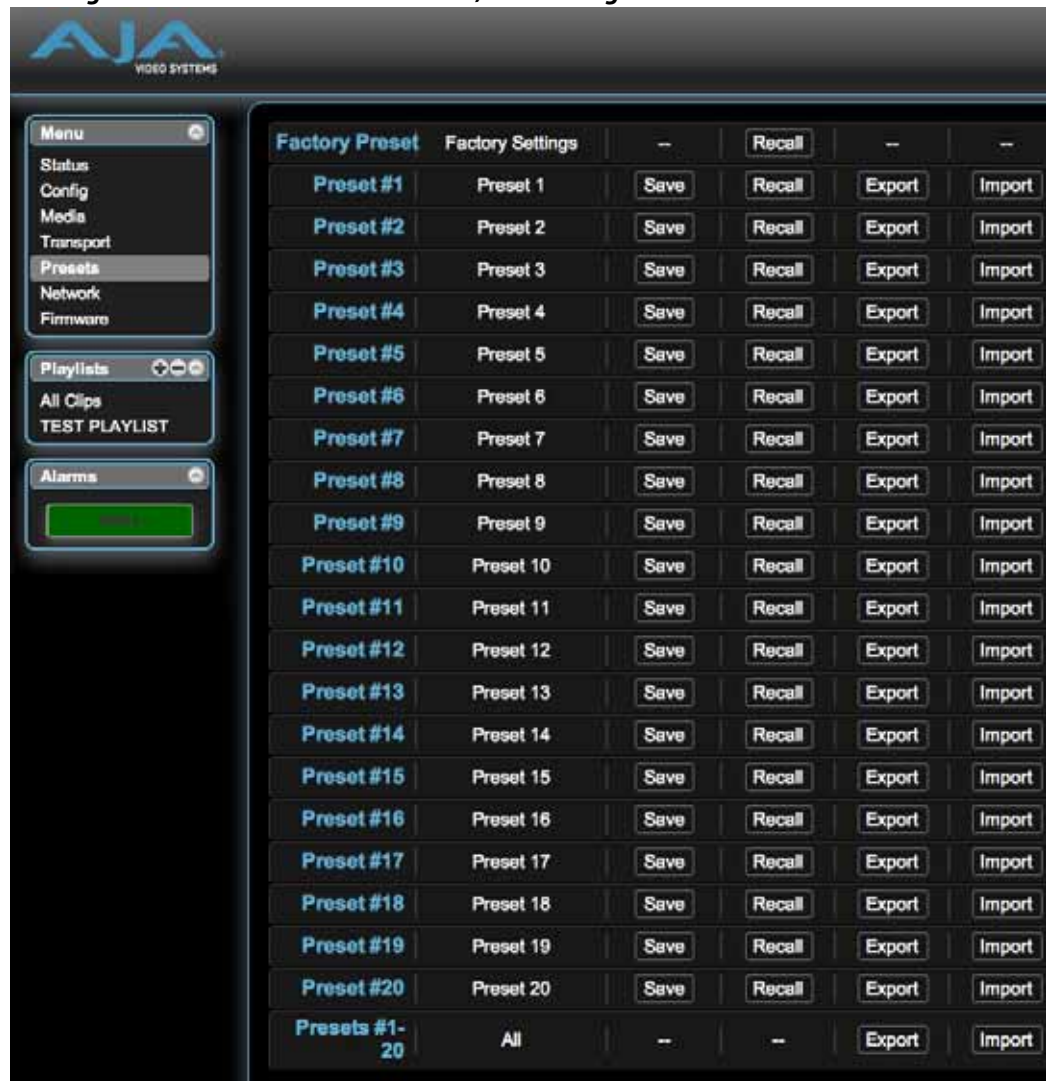 AJA
VIDEO SYSTEMS
Menu
Status
Config
Media
Transport
Presets
Network
Firmware
Playlists
All Clips
TEST PLAYLIST
Alarms
Factory Preset Factory Settings -- Recall -- --
Preset #1 Preset 1 Save Recall Export Import
Preset #2 Preset 2 Save Recall Export Import
Preset #3 Preset 3 Save Recall Export Import
Preset #4 Preset 4 Save Recall Export Import
Preset #5 Preset 5 Save Recall Export Import
Preset #6 Preset 6 Save Recall Export Import
Preset #7 Preset 7 Save Recall Export Import
Preset #8 Preset 8 Save Recall Export Import
Preset #9 Preset 9 Save Recall Export Import
Preset #10 Preset 10 Save Recall Export Import
Preset #11 Preset 11 Save Recall Export Import
Preset #12 Preset 12 Save Recall Export Import
Preset #13 Preset 13 Save Recall Export Import
Preset #14 Preset 14 Save Recall Export Import
Preset #15 Preset 15 Save Recall Export Import
Preset #16 Preset 16 Save Recall Export Import
Preset #17 Preset 17 Save Recall Export Import
Preset #18 Preset 18 Save Recall Export Import
Preset #19 Preset 19 Save Recall Export Import
Preset #20 Preset 20 Save Recall Export Import
Presets #1-
20 All -- -- Export Import